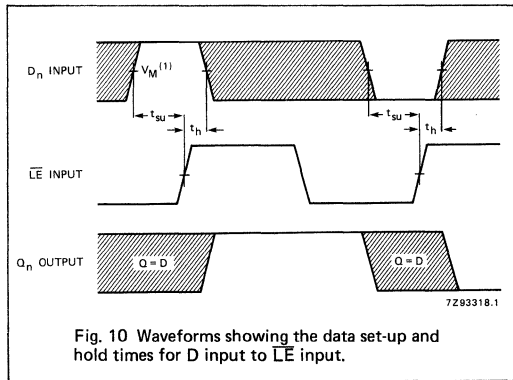 Dn INPUT
VM(1)
tsu
th
tsu
th
LE INPUT
Qn OUTPUT
Q = D
Q = D
7Z93318.1
Fig. 10 Waveforms showing the data set-up and
hold times for D input to LE input.